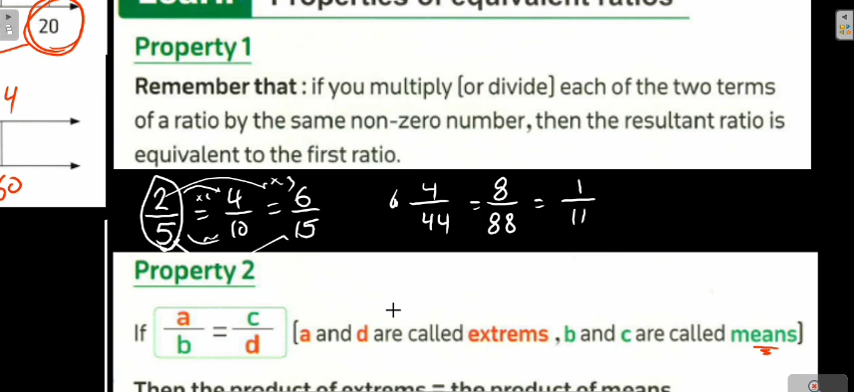 Learn Properties of equivalent ratios
20
Property 1
Remember that : if you multiply [or divide] each of the two terms
of a ratio by the same non-zero number, then the resultant ratio is
equivalent to the first ratio.
4
60
2/5 = 4/10 = 6/15
4/44 = 8/88 = 1/11
Property 2
If a/b = c/d [a and d are called extrems , b and c are called means]
Then the product of extrems = the product of means